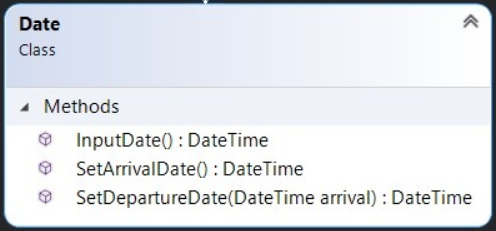 Date
Class
Methods
InputDate() : DateTime
SetArrivalDate() : DateTime
SetDepartureDate(DateTime arrival) : DateTime